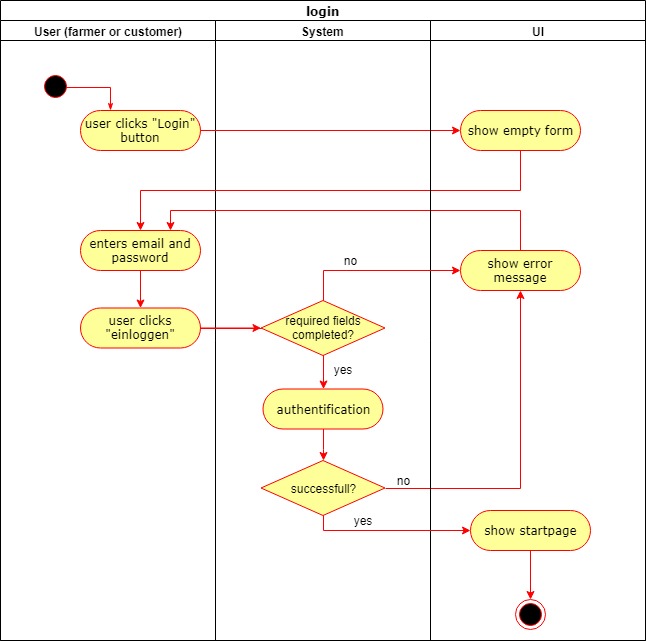 login
User (farmer or customer)
System
UI
user clicks "Login"
button
show empty form
enters email and
password
no
show error
message
user clicks
"einloggen"
required fields
completed?
yes
authentification
successfull?
no
yes
show startpage